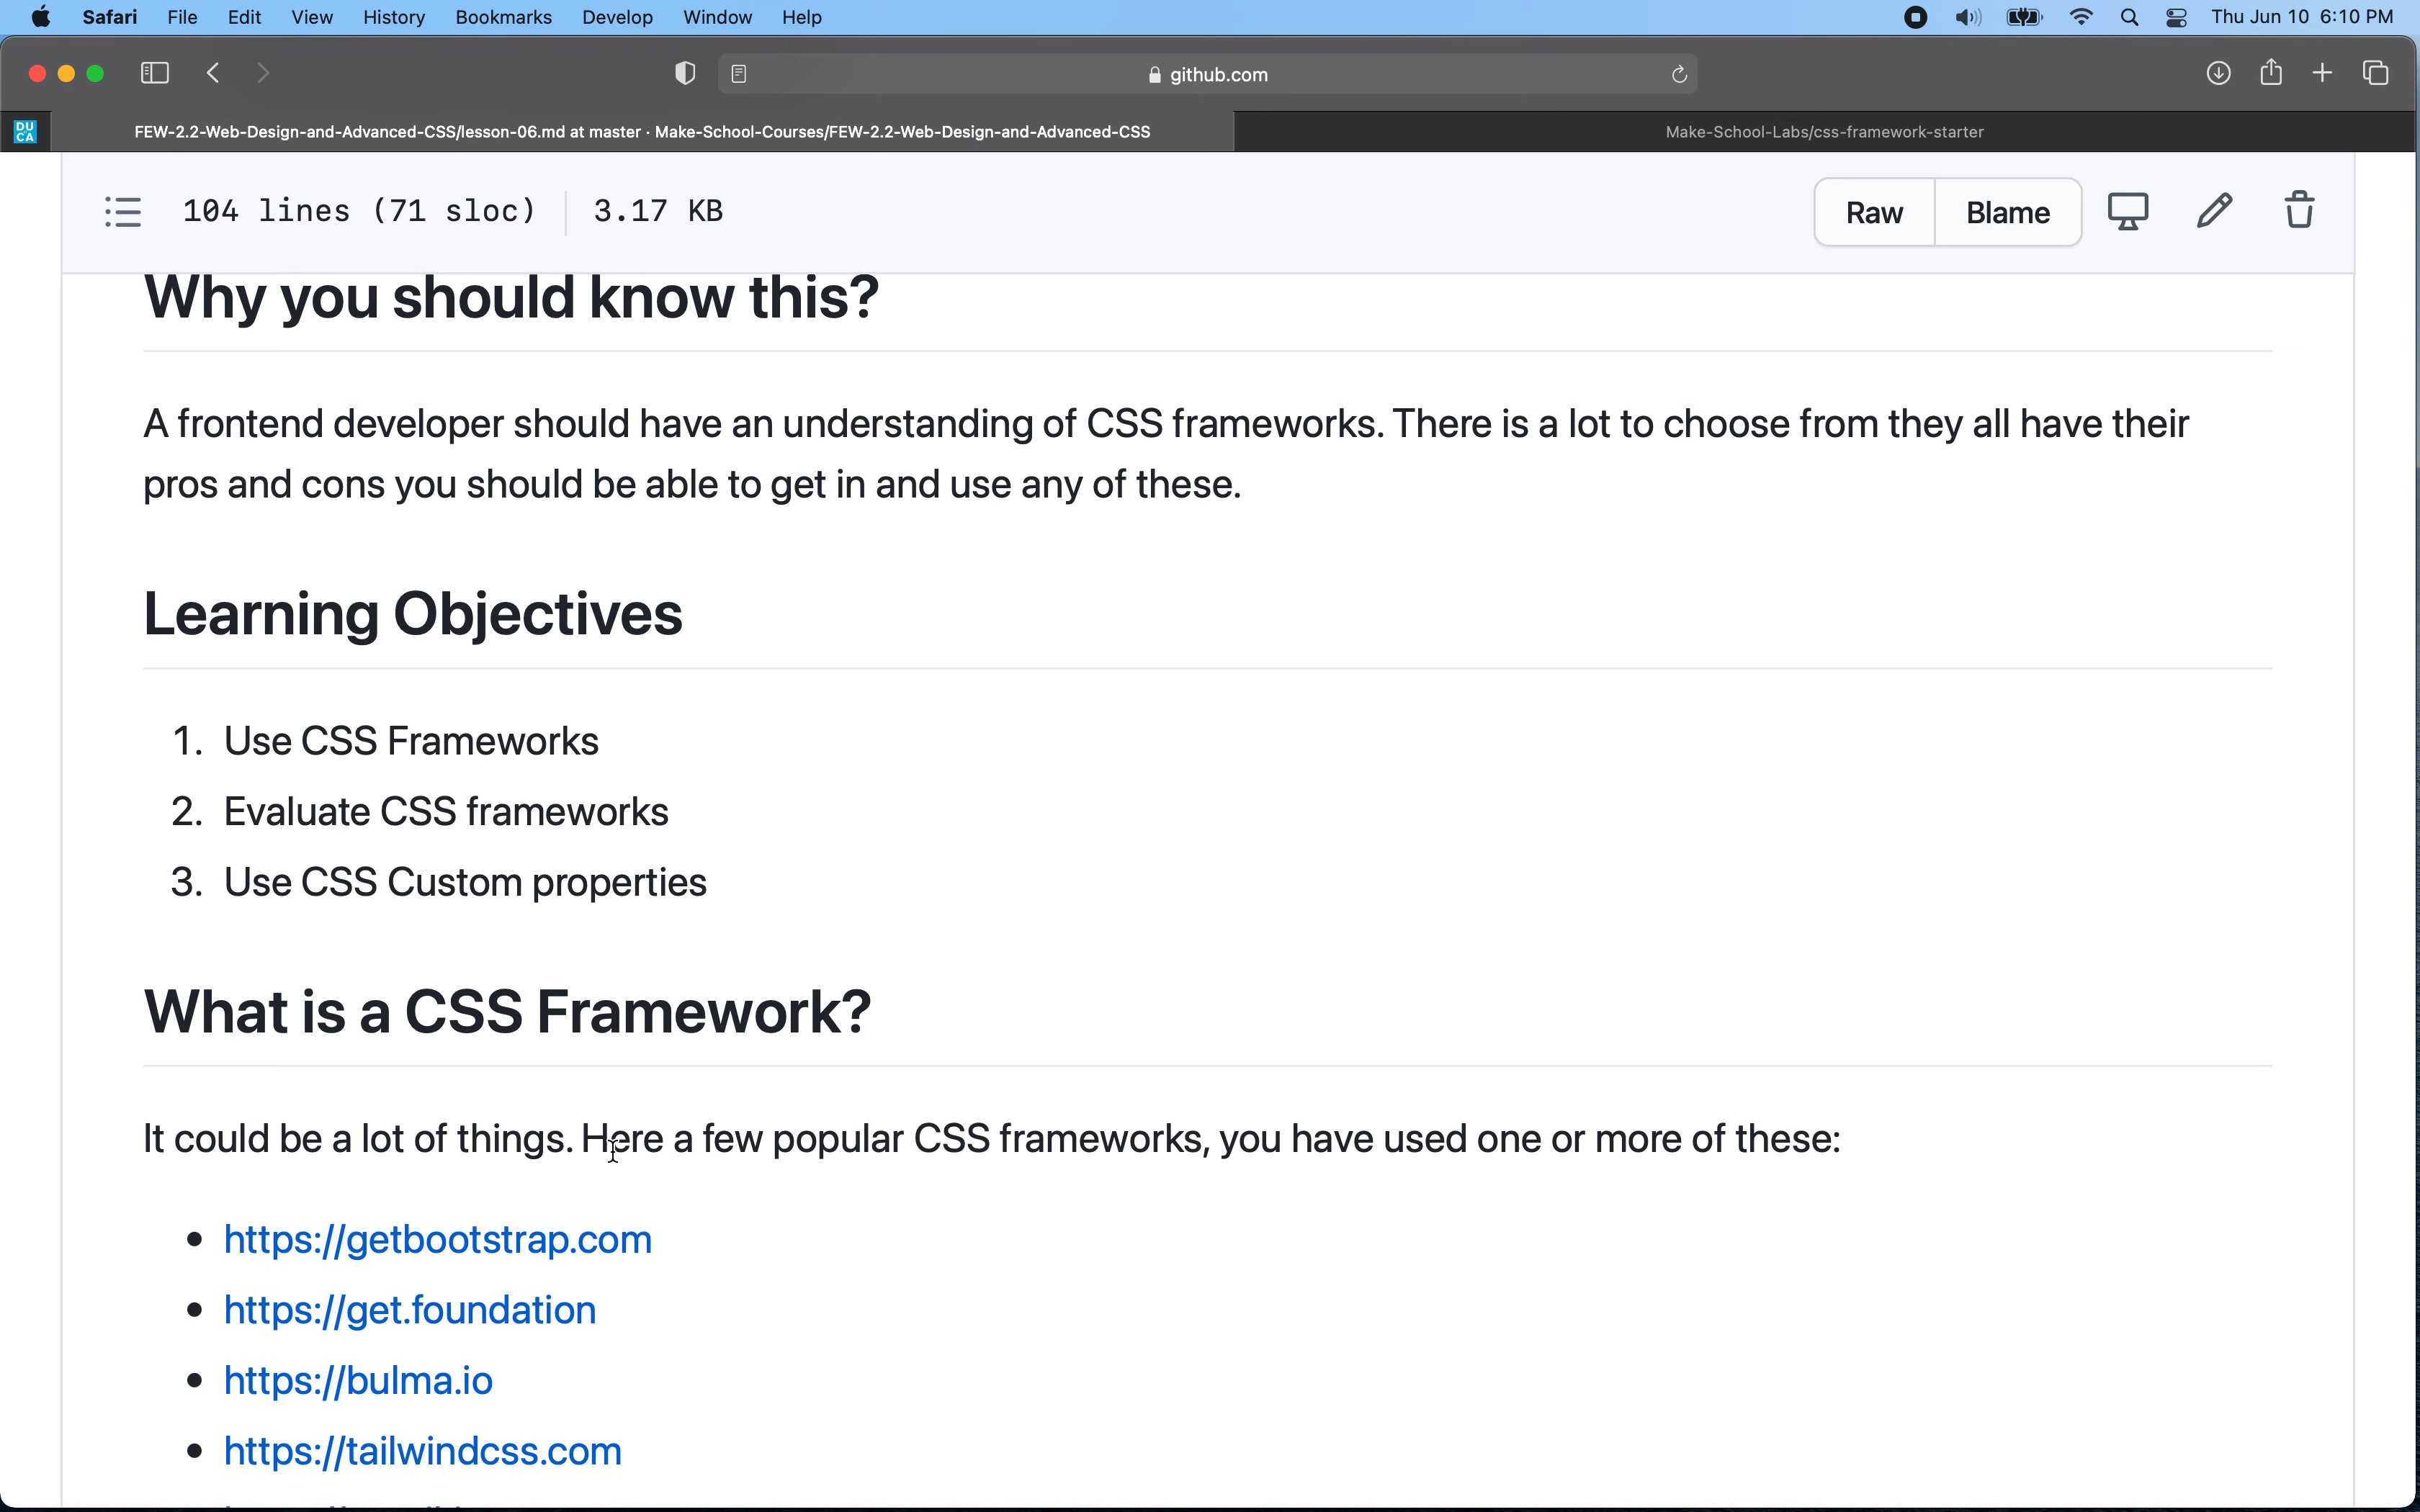 Safari File Edit View History Bookmarks Develop Window Help Thu Jun 10 6:10 PM
github.com
DU
CA
FEW-2.2-Web-Design-and-Advanced-CSS/lesson-06.md at master · Make-School-Courses/FEW-2.2-Web-Design-and-Advanced-CSS
Make-School-Labs/css-framework-starter
104 lines (71 sloc) 3.17 KB
Raw Blame
Why you should know this?
A frontend developer should have an understanding of CSS frameworks. There is a lot to choose from they all have their
pros and cons you should be able to get in and use any of these.
Learning Objectives
1. Use CSS Frameworks
2. Evaluate CSS frameworks
3. Use CSS Custom properties
What is a CSS Framework?
It could be a lot of things. Here a few popular CSS frameworks, you have used one or more of these:
• https://getbootstrap.com
• https://get.foundation
• https://bulma.io
• https://tailwindcss.com